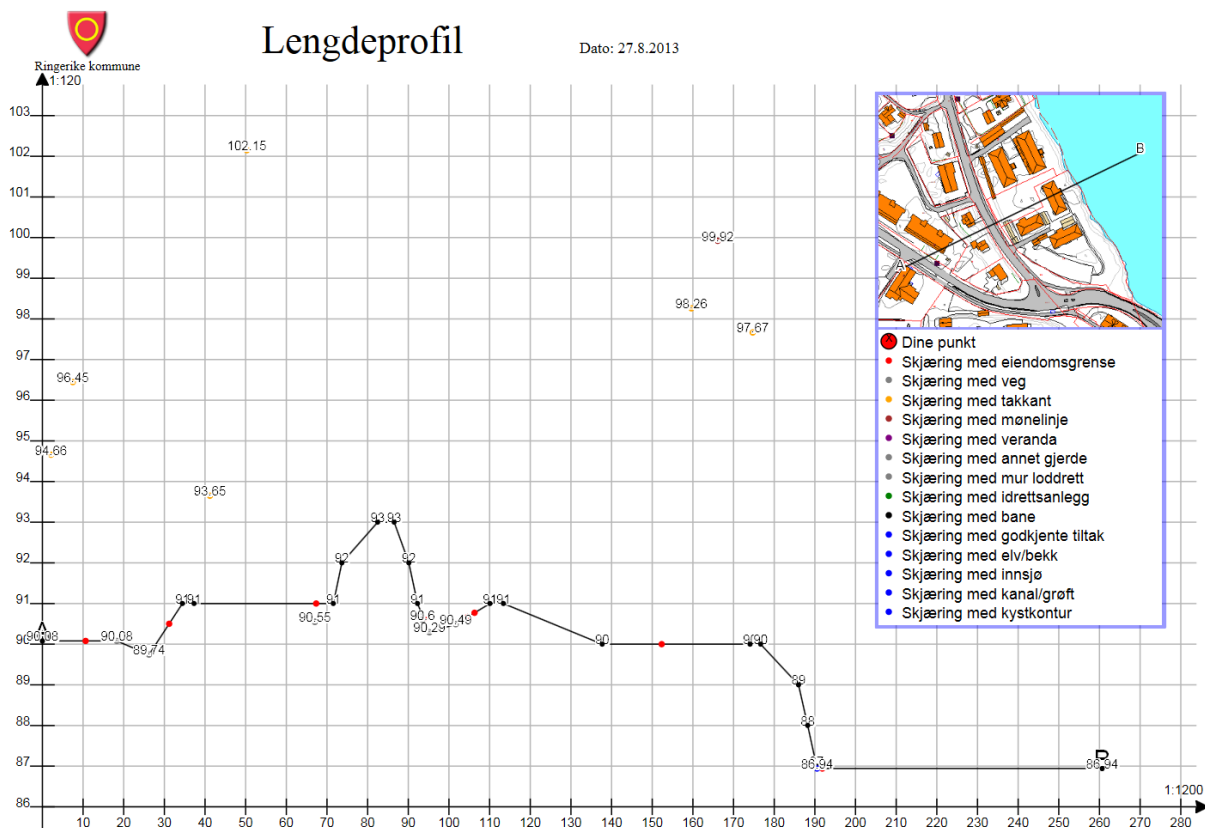 Lengdeprofil
Dato: 27.8.2013
Ringerike kommune
1:120
103
102
101
100
99
98
97
96
95
94
93
92
91
90
89
88
87
86
102.15
99.92
98.26
97.67
96.45
94.66
93.65
93 93
92 92
91 91 91 91 91 91
90.55 90.6 90.49
90.29
A
90.08 90.08
89.74
90 90
89
88
86.94
B
86.94
1:1200
10 20 30 40 50 60 70 80 90 100 110 120 130 140 150 160 170 180 190 200 210 220 230 240 250 260 270 280
B
A
Dine punkt
Skjæring med eiendomsgrense
Skjæring med veg
Skjæring med takkant
Skjæring med mønelinje
Skjæring med veranda
Skjæring med annet gjerde
Skjæring med mur loddrett
Skjæring med idrettsanlegg
Skjæring med bane
Skjæring med godkjente tiltak
Skjæring med elv/bekk
Skjæring med innsjø
Skjæring med kanal/grøft
Skjæring med kystkontur